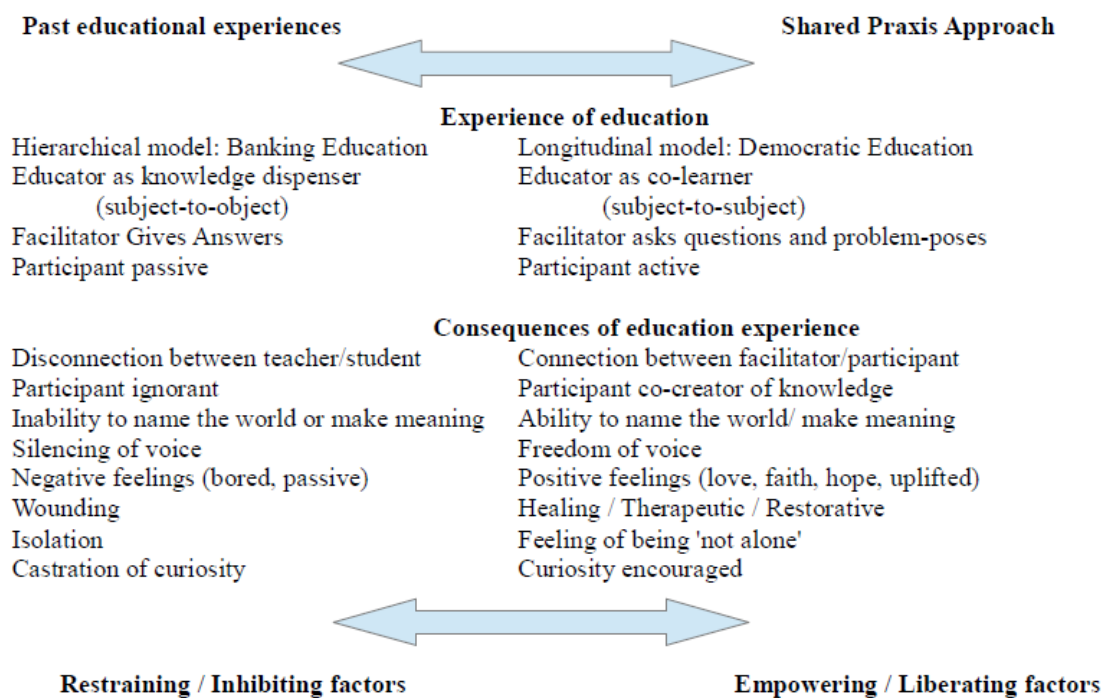 Past educational experiences Shared Praxis Approach
Experience of education
Hierarchical model: Banking Education Longitudinal model: Democratic Education
Educator as knowledge dispenser Educator as co-learner
(subject-to-object) (subject-to-subject)
Facilitator Gives Answers Facilitator asks questions and problem-poses
Participant passive Participant active
Consequences of education experience
Disconnection between teacher/student Connection between facilitator/participant
Participant ignorant Participant co-creator of knowledge
Inability to name the world or make meaning Ability to name the world/ make meaning
Silencing of voice Freedom of voice
Negative feelings (bored, passive) Positive feelings (love, faith, hope, uplifted)
Wounding Healing / Therapeutic / Restorative
Isolation Feeling of being 'not alone'
Castration of curiosity Curiosity encouraged
Restraining / Inhibiting factors Empowering / Liberating factors